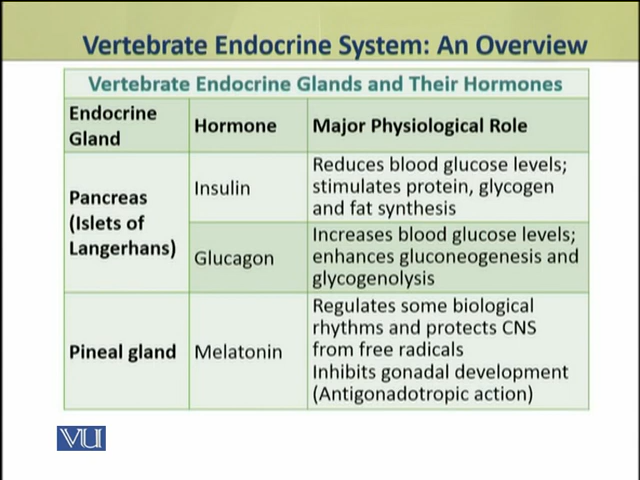 Vertebrate Endocrine System: An Overview
Vertebrate Endocrine Glands and Their Hormones
Endocrine
Gland
Hormone
Major Physiological Role
Pancreas
(Islets of
Langerhans)
Insulin
Reduces blood glucose levels;
stimulates protein, glycogen
and fat synthesis
Glucagon
Increases blood glucose levels;
enhances gluconeogenesis and
glycogenolysis
Pineal gland
Melatonin
Regulates some biological
rhythms and protects CNS
from free radicals
Inhibits gonadal development
(Antigonadotropic action)
VU